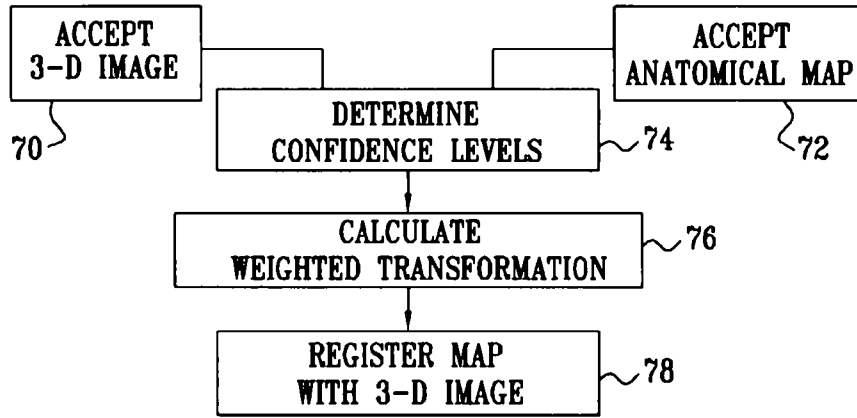 ACCEPT
3-D IMAGE
70
ACCEPT
ANATOMICAL MAP
72
DETERMINE
CONFIDENCE LEVELS
74
CALCULATE
WEIGHTED TRANSFORMATION
76
REGISTER MAP
WITH 3-D IMAGE
78